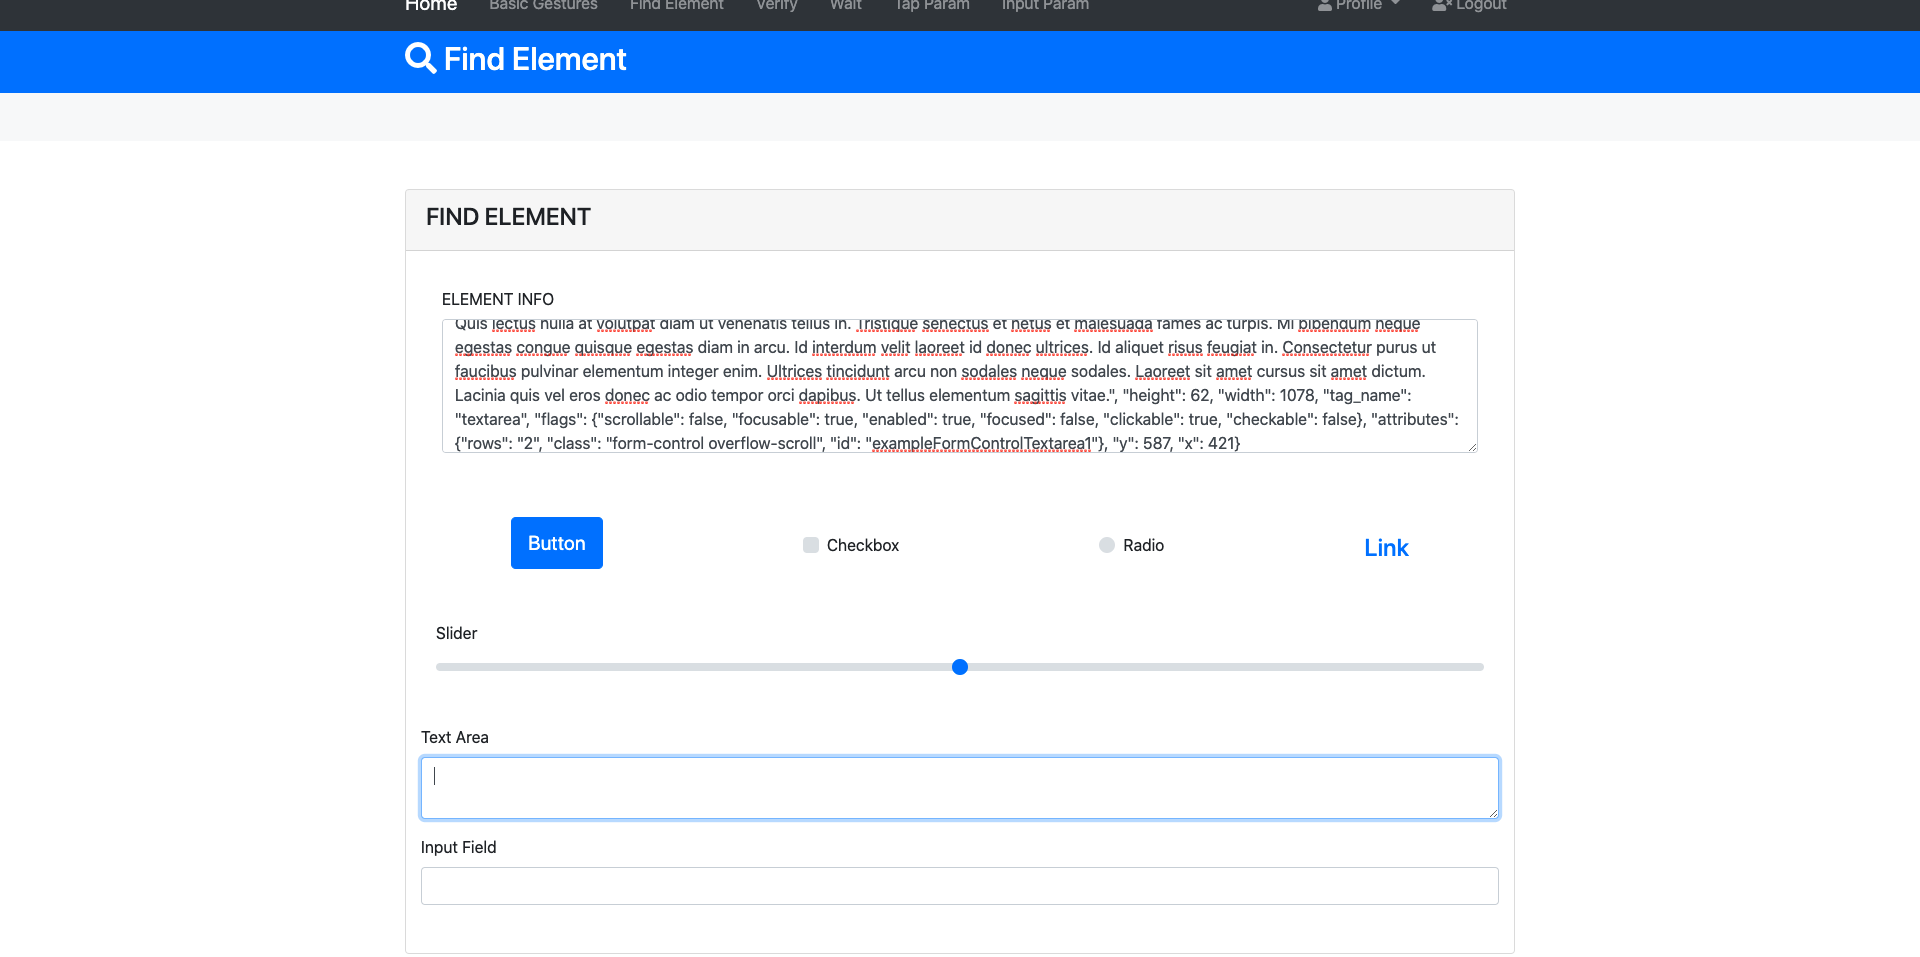 Home Basic Gestures Find Element Verify Wait Tap Param Input Param Profile Logout
Find Element
FIND ELEMENT
ELEMENT INFO
Quis lectus nulla at volutpat diam ut venenatis tellus in. Tristique senectus et netus et malesuada fames ac turpis. Mi bibendum neque
egestas congue quisque egestas diam in arcu. Id interdum velit laoreet id donec ultrices. Id aliquet risus feugiat in. Consectetur purus ut
faucibus pulvinar elementum integer enim. Ultrices tincidunt arcu non sodales neque sodales. Laoreet sit amet cursus sit amet dictum.
Lacinia quis vel eros donec ac odio tempor orci dapibus. Ut tellus elementum sagittis vitae.", "height": 62, "width": 1078, "tag_name":
"textarea", "flags": {"scrollable": false, "focusable": true, "enabled": true, "focused": false, "clickable": true, "checkable": false}, "attributes":
{"rows": "2", "class": "form-control overflow-scroll", "id": "exampleFormControlTextarea1"}, "y": 587, "x": 421}
Button Checkbox Radio Link
Slider
Text Area
Input Field